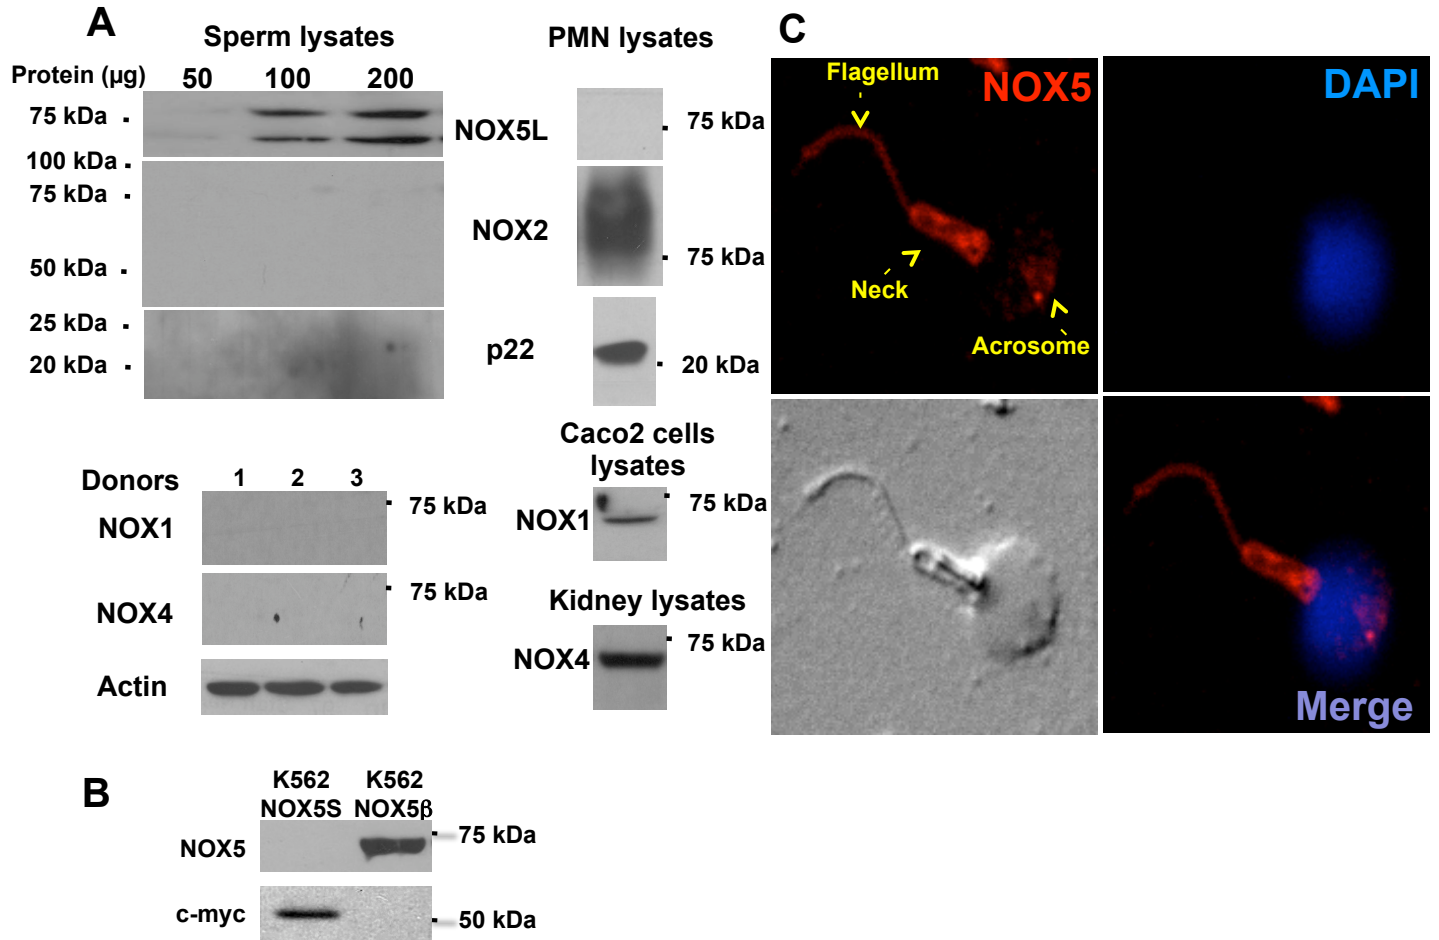 A
Sperm lysates
Protein (µg) 50 100 200
75 kDa
100 kDa
75 kDa
50 kDa
25 kDa
20 kDa
PMN lysates
NOX5L
75 kDa
NOX2
75 kDa
p22
20 kDa
Donors 1 2 3
NOX1
75 kDa
NOX4
75 kDa
Actin
Caco2 cells
lysates
NOX1
75 kDa
Kidney lysates
NOX4
75 kDa
B
K562 K562
NOX5S NOX5β
NOX5
75 kDa
c-myc
50 kDa
C
Flagellum
NOX5
Neck
Acrosome
DAPI
Merge